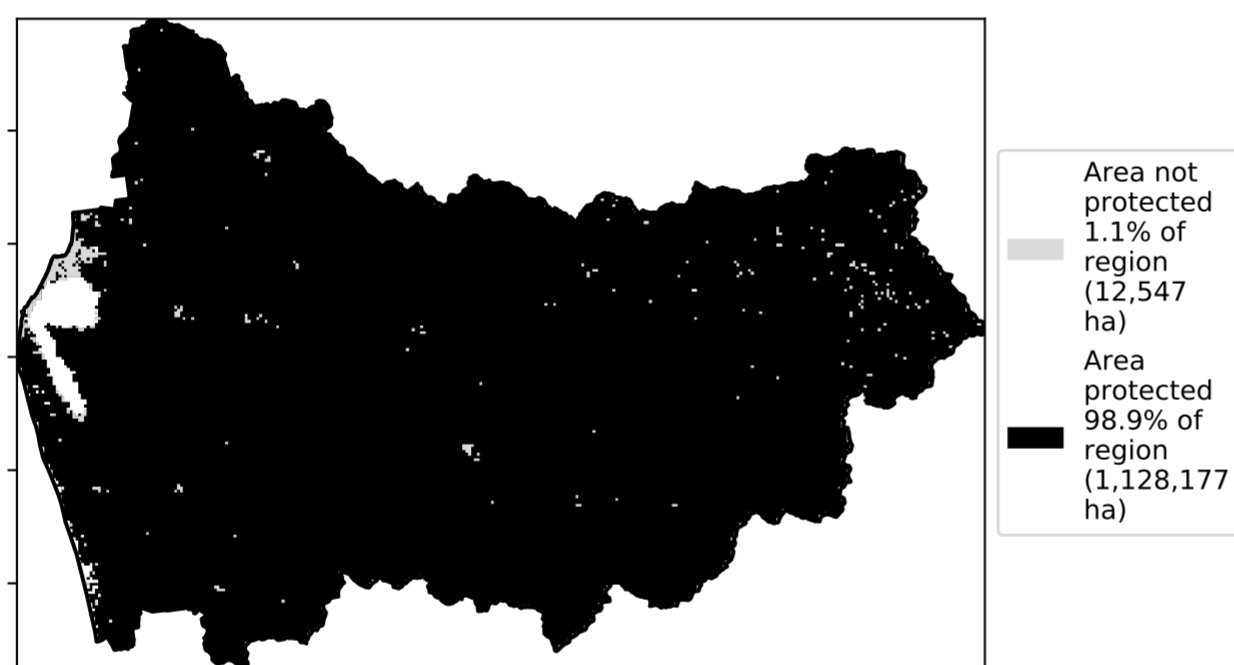 Area not
protected
1.1% of
region
(12,547
ha)
Area
protected
98.9% of
region
(1,128,177
ha)